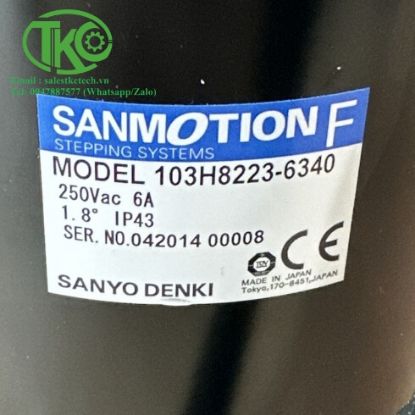 TKC
Email : sales@tketech.vn
Tel: 0947887577 (Whatsapp/Zalo)
SANMOTION F
STEPPING SYSTEMS
MODEL 103H8223-6340
250Vac 6A
1.8° IP43
SER. NO.042014 00008
CE
MADE IN JAPAN
SANYO DENKI
Tokyo,170-8451,JAPAN